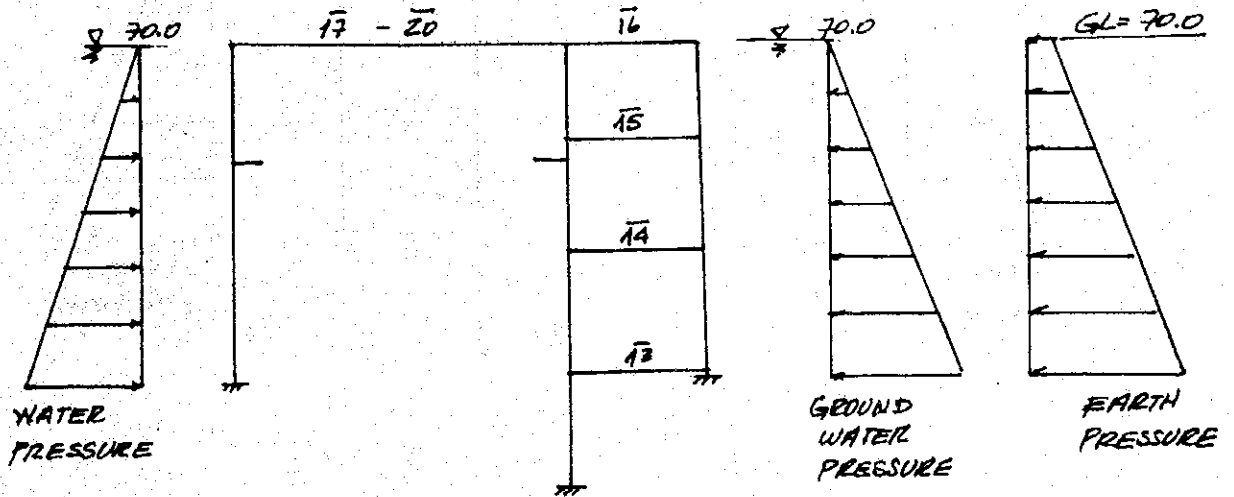 70.0
17 - 20
16
70.0
GL= 70.0
15
14
13
WATER
PRESSURE
GROUND
WATER
PRESSURE
EARTH
PRESSURE